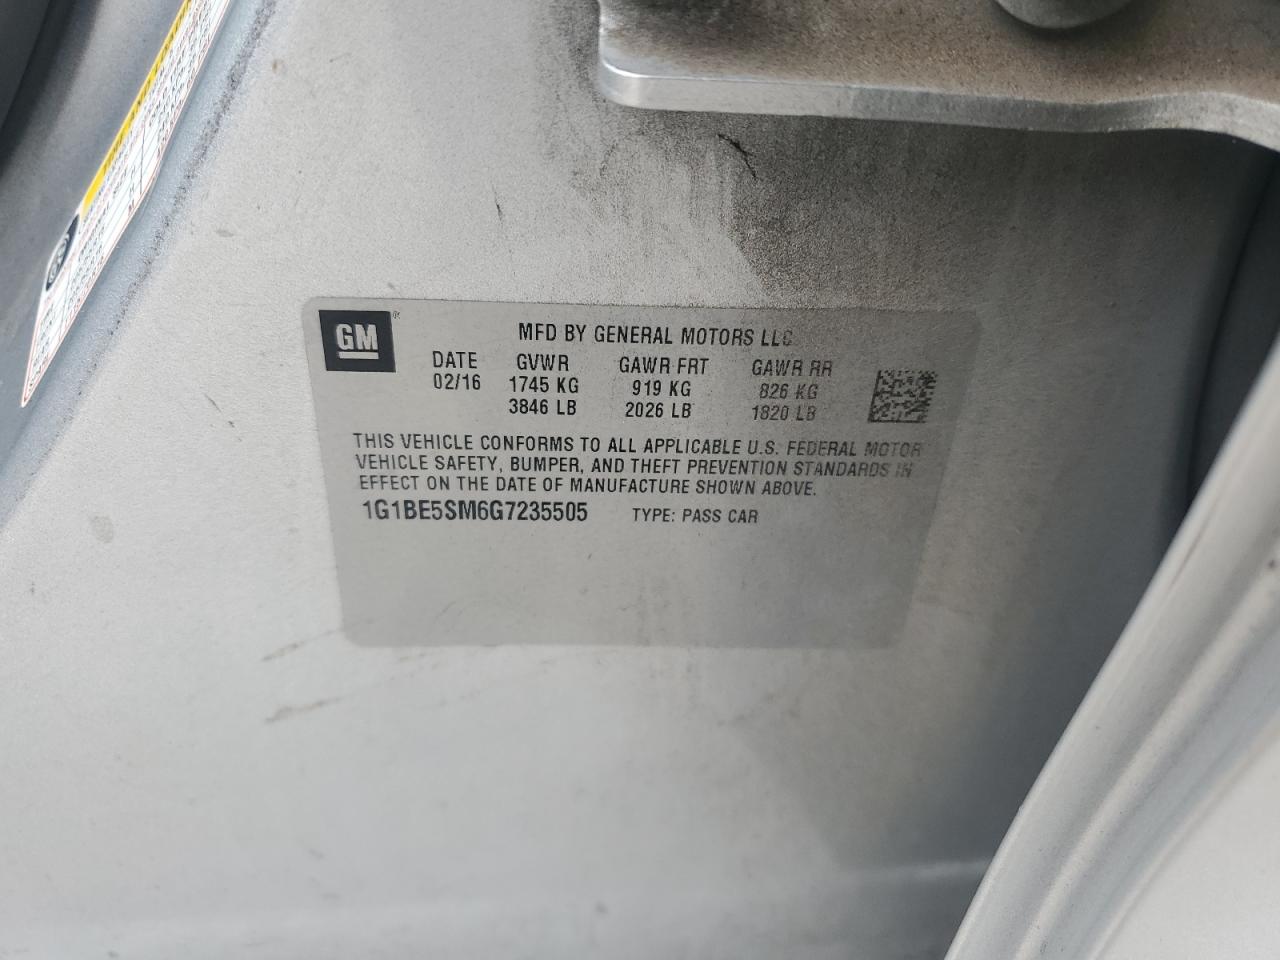 GM®
MFD BY GENERAL MOTORS LLC
DATE GVWR GAWR FRT GAWR RR
02/16 1745 KG 919 KG 826 KG
3846 LB 2026 LB 1820 LB
THIS VEHICLE CONFORMS TO ALL APPLICABLE U.S. FEDERAL MOTOR
VEHICLE SAFETY, BUMPER, AND THEFT PREVENTION STANDARDS IN
EFFECT ON THE DATE OF MANUFACTURE SHOWN ABOVE.
1G1BE5SM6G7235505 TYPE: PASS CAR